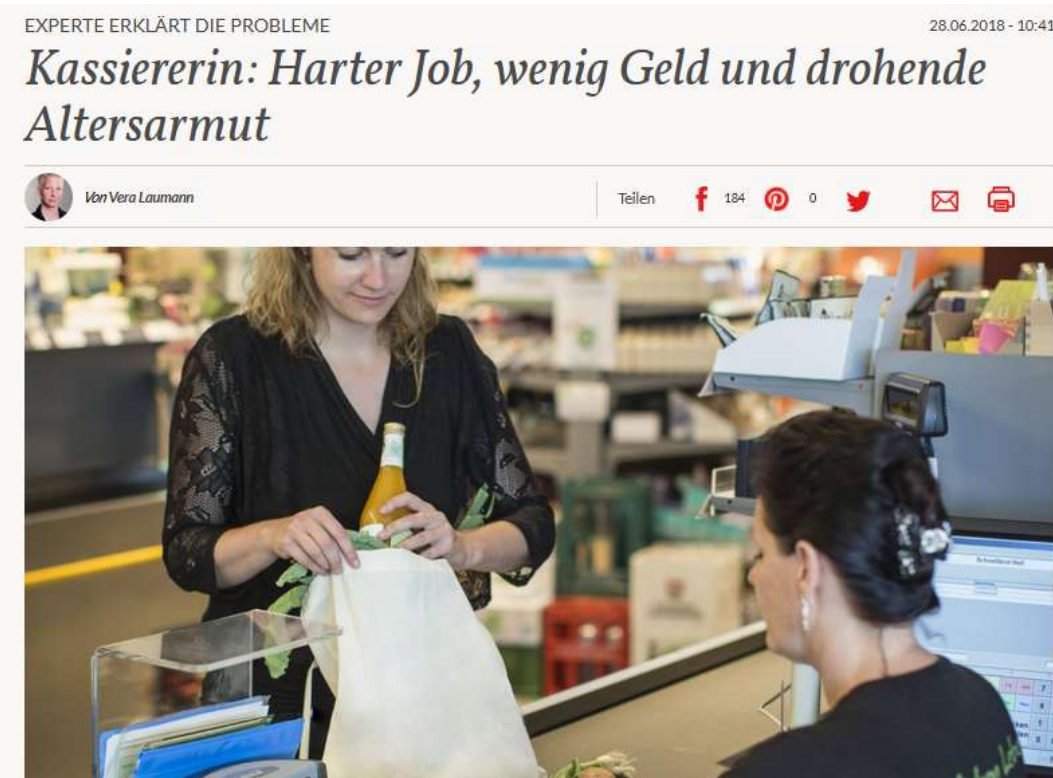 EXPERTE ERKLÄRT DIE PROBLEME
28.06.2018 - 10:41
Kassiererin: Harter Job, wenig Geld und drohende
Altersarmut
Von Vera Laumann
Teilen
184
0